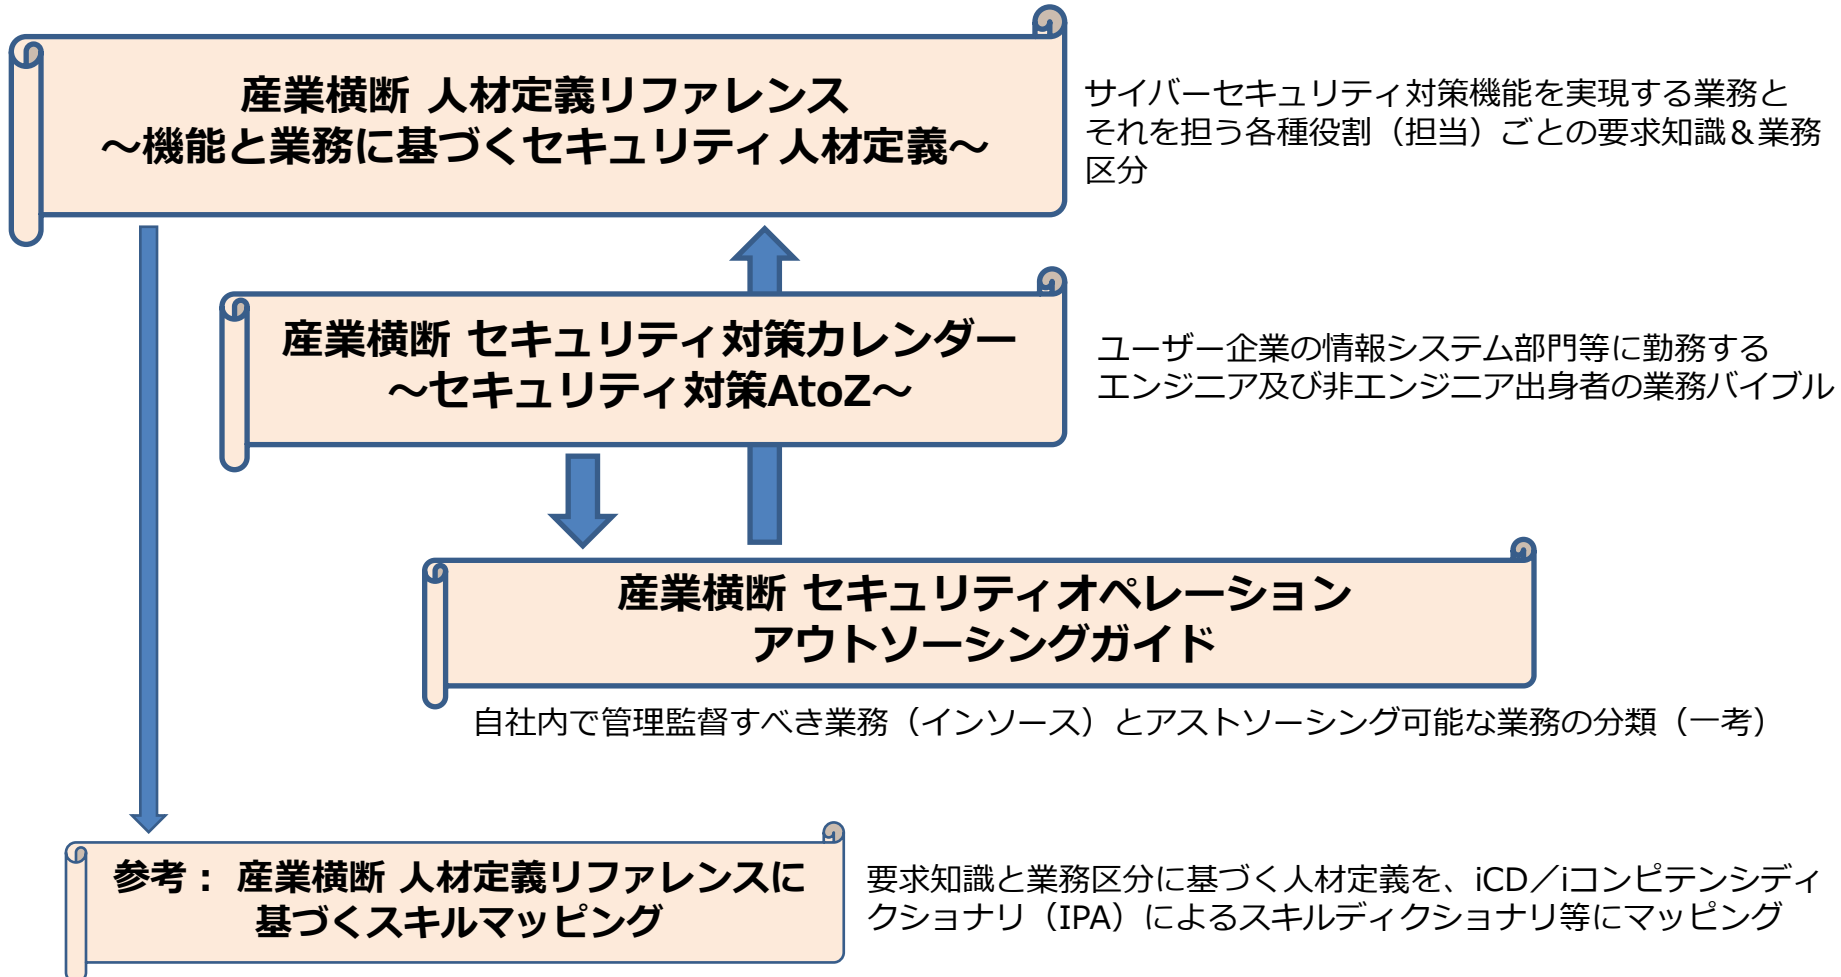 産業横断 人材定義リファレンス
～機能と業務に基づくセキュリティ人材定義～
サイバーセキュリティ対策機能を実現する業務と
それを担う各種役割（担当）ごとの要求知識＆業務
区分
産業横断 セキュリティ対策カレンダー
～セキュリティ対策AtoZ～
ユーザー企業の情報システム部門等に勤務する
エンジニア及び非エンジニア出身者の業務バイブル
産業横断 セキュリティオペレーション
アウトソーシングガイド
自社内で管理監督すべき業務（インソース）とアストソーシング可能な業務の分類（一考）
参考： 産業横断 人材定義リファレンスに
基づくスキルマッピング
要求知識と業務区分に基づく人材定義を、iCD／iコンピテンシディ
クショナリ（IPA）によるスキルディクショナリ等にマッピング